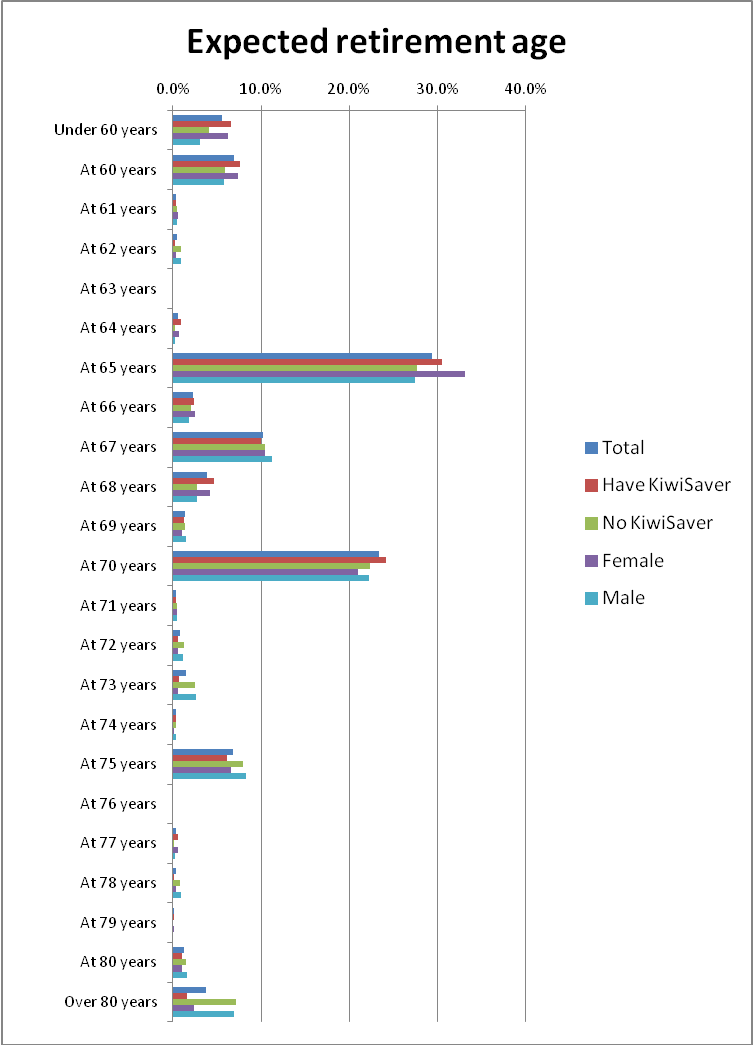 Expected retirement age
0.0% 10.0% 20.0% 30.0% 40.0%
Under 60 years
At 60 years
At 61 years
At 62 years
At 63 years
At 64 years
At 65 years
At 66 years
At 67 years
At 68 years
At 69 years
At 70 years
At 71 years
At 72 years
At 73 years
At 74 years
At 75 years
At 76 years
At 77 years
At 78 years
At 79 years
At 80 years
Over 80 years
Total
Have KiwiSaver
No KiwiSaver
Female
Male